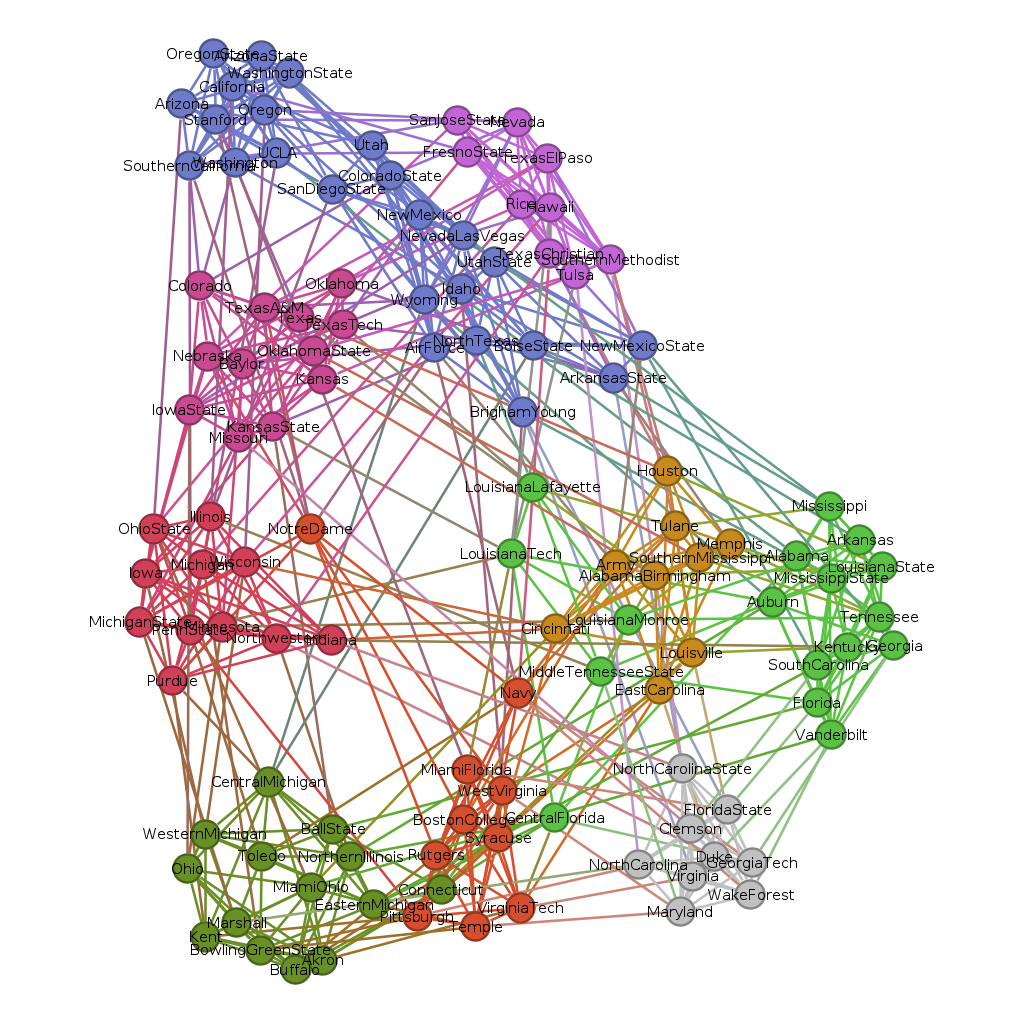 OregonState
ArizonaState
WashingtonState
California
Arizona
Oregon
Stanford
SanJoseState
Nevada
Utah
UCLA
FresnoState
TexasElPaso
SouthernCalifornia
Washington
ColoradoState
SanDiegoState
Rice
Hawaii
NewMexico
NevadaLasVegas
TexasChristian
SouthernMethodist
UtahState
Tulsa
Colorado
Oklahoma
Idaho
Wyoming
TexasA&M
Texas
TexasTech
NorthTexas
AirForce
BoiseState
NewMexicoState
OklahomaState
Nebraska
Baylor
Kansas
ArkansasState
IowaState
BrighamYoung
KansasState
Missouri
Houston
LouisianaLafayette
Mississippi
Illinois
OhioState
NotreDame
Tulane
Arkansas
Memphis
LouisianaTech
SouthernMississippi
Alabama
Wisconsin
Michigan
Army
LouisianaState
Iowa
AlabamaBirmingham
MississippiState
Auburn
MichiganState
PennState
Minnesota
LouisianaMonroe
Tennessee
Cincinnati
Northwestern
Indiana
Kentucky
Georgia
Louisville
SouthCarolina
MiddleTennesseeState
Purdue
Navy
EastCarolina
Florida
Vanderbilt
MiamiFlorida
NorthCarolinaState
CentralMichigan
WestVirginia
FloridaState
BostonCollege
CentralFlorida
WesternMichigan
BallState
Syracuse
Clemson
Toledo
NorthernIllinois
Rutgers
Duke
GeorgiaTech
NorthCarolina
Ohio
Virginia
MiamiOhio
Connecticut
WakeForest
EasternMichigan
VirginiaTech
Maryland
Pittsburgh
Marshall
Temple
Kent
BowlingGreenState
Akron
Buffalo